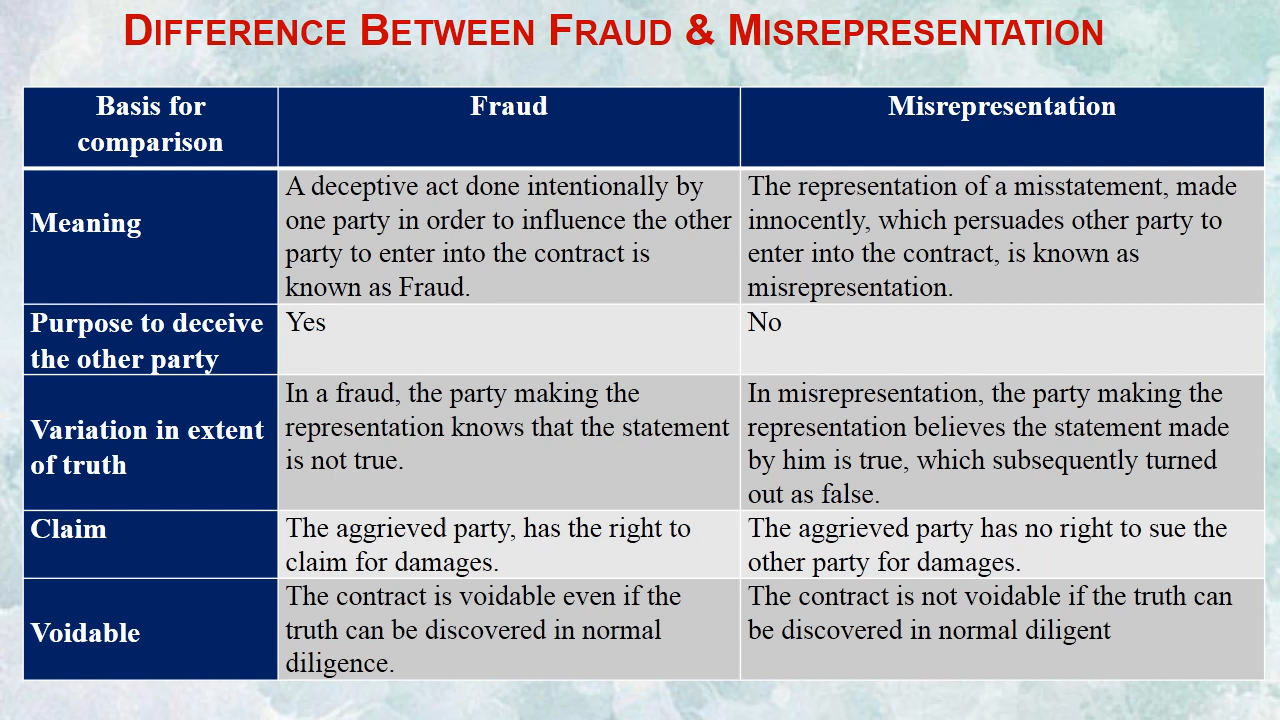 DIFFERENCE BETWEEN FRAUD & MISREPRESENTATION
Basis for
comparison
Fraud
Misrepresentation
Meaning
A deceptive act done intentionally by
one party in order to influence the other
party to enter into the contract is
known as Fraud.
The representation of a misstatement, made
innocently, which persuades other party to
enter into the contract, is known as
misrepresentation.
Purpose to deceive
the other party
Yes
No
Variation in extent
of truth
In a fraud, the party making the
representation knows that the statement
is not true.
In misrepresentation, the party making the
representation believes the statement made
by him is true, which subsequently turned
out as false.
Claim
The aggrieved party, has the right to
claim for damages.
The aggrieved party has no right to sue the
other party for damages.
Voidable
The contract is voidable even if the
truth can be discovered in normal
diligence.
The contract is not voidable if the truth can
be discovered in normal diligent